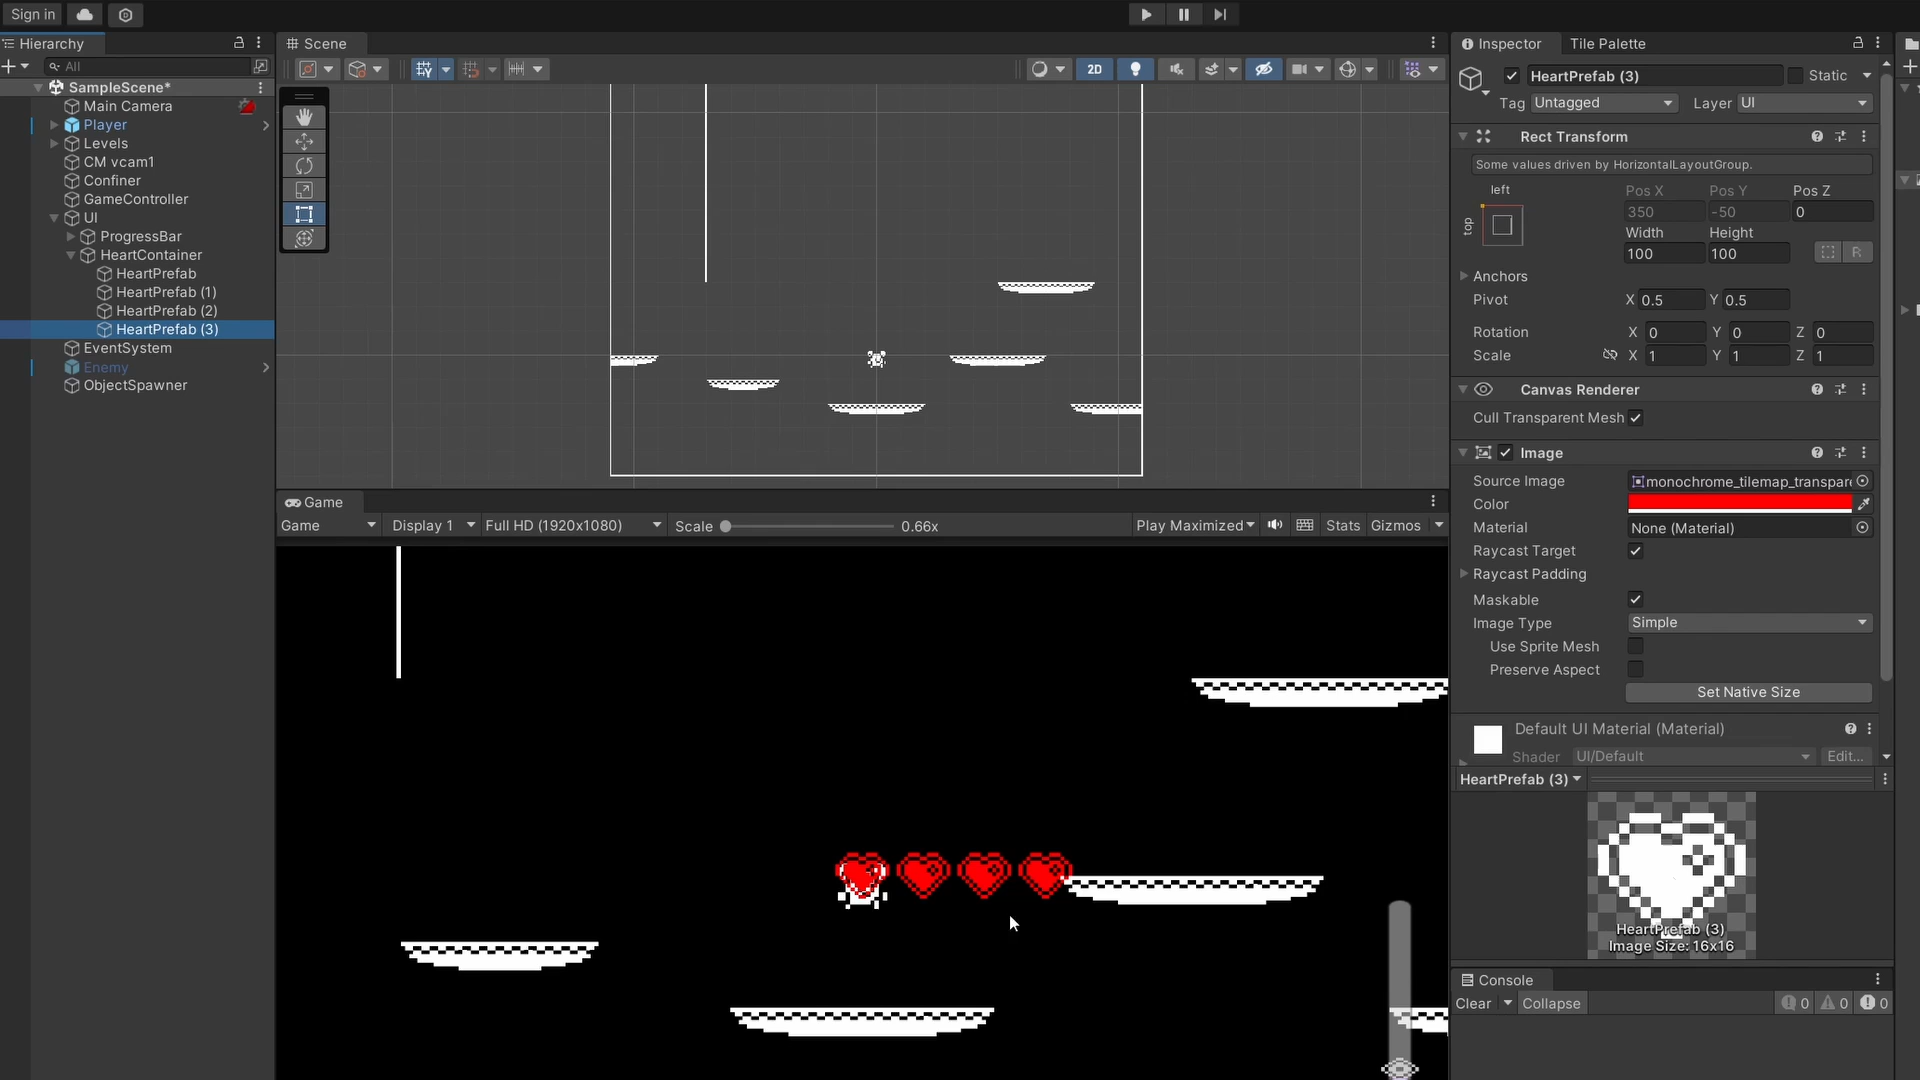 Sign in
Hierarchy
All
SampleScene*
Main Camera
Player
Levels
CM vcam1
Confiner
GameController
UI
ProgressBar
HeartContainer
HeartPrefab
HeartPrefab (1)
HeartPrefab (2)
HeartPrefab (3)
EventSystem
Enemy
ObjectSpawner
Scene
2D
Game
Game Display 1 Full HD (1920x1080) Scale 0.66x Play Maximized Stats Gizmos
Inspector Tile Palette
HeartPrefab (3) Static
Tag Untagged Layer UI
Rect Transform
Some values driven by HorizontalLayoutGroup.
left Pos X Pos Y Pos Z
top 350 -50 0
Width Height
100 100 R
Anchors
Pivot X 0.5 Y 0.5
Rotation X 0 Y 0 Z 0
Scale X 1 Y 1 Z 1
Canvas Renderer
Cull Transparent Mesh
Image
Source Image monochrome_tilemap_transpare
Color
Material None (Material)
Raycast Target
Raycast Padding
Maskable
Image Type Simple
Use Sprite Mesh
Preserve Aspect
Set Native Size
Default UI Material (Material)
Shader UI/Default Edit...
HeartPrefab (3)
HeartPrefab (3)
Image Size: 16x16
Console
Clear Collapse 0 0 0